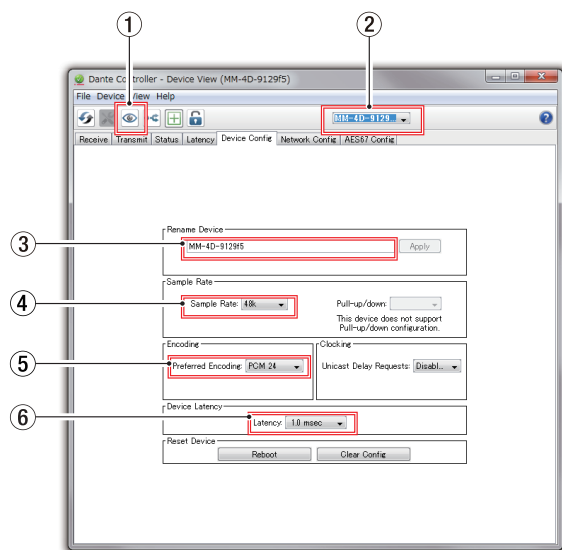 ① ②
Dante Controller - Device View (MM-4D-9129f5)
File Device View Help
MM-4D-9129...
Receive Transmit Status Latency Device Config Network Config AES67 Config
Rename Device
③ MM-4D-9129f5 Apply
Sample Rate
④ Sample Rate: 48k Pull-up/down:
This device does not support
Pull-up/down configuration.
Encoding Clocking
⑤ Preferred Encoding: PCM 24 Unicast Delay Requests: Disabl...
Device Latency
⑥ Latency: 1.0 msec
Reset Device
Reboot Clear Config